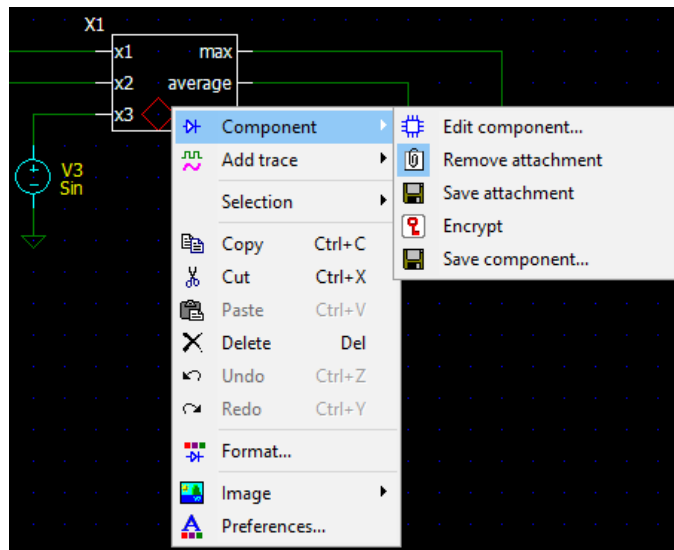 X1
x1 max
x2 average
x3
V3
Sin
Component
Add trace
Selection
Copy Ctrl+C
Cut Ctrl+X
Paste Ctrl+V
Delete Del
Undo Ctrl+Z
Redo Ctrl+Y
Format...
Image
Preferences...
Edit component...
Remove attachment
Save attachment
Encrypt
Save component...